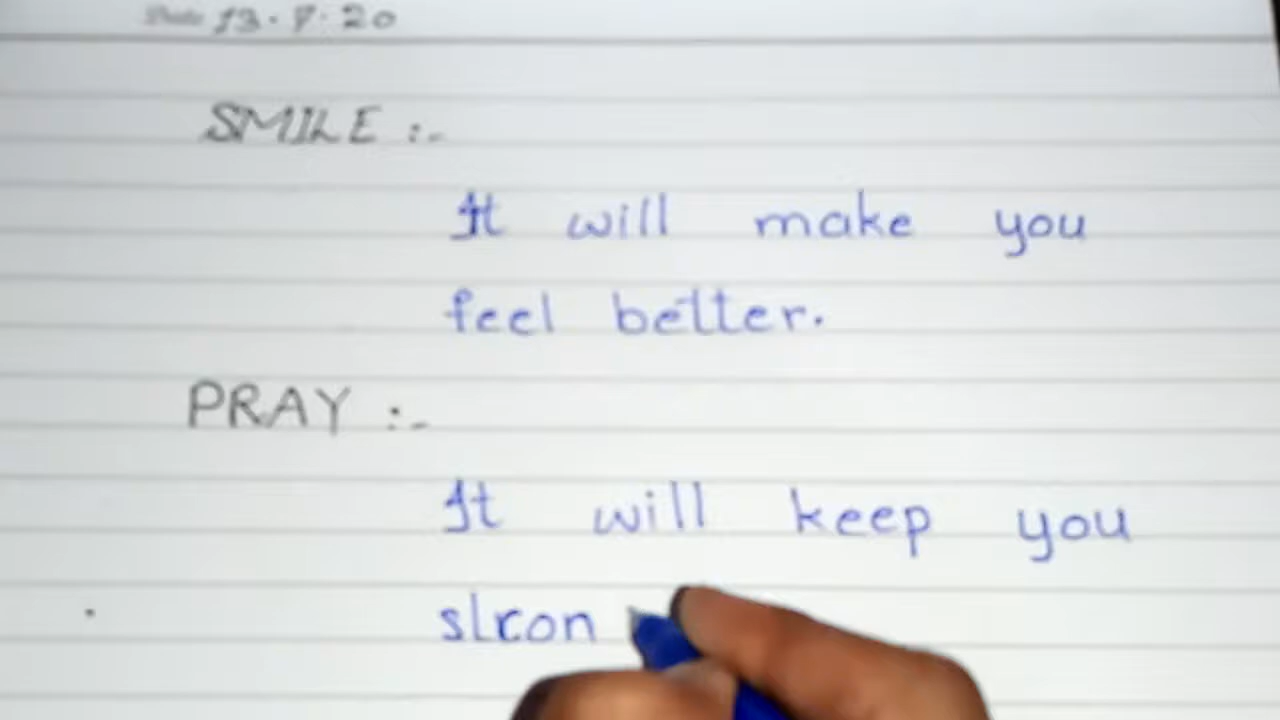 Date 13.7.20
SMILE :-
It will make you
feel better.
PRAY :-
It will keep you
slron